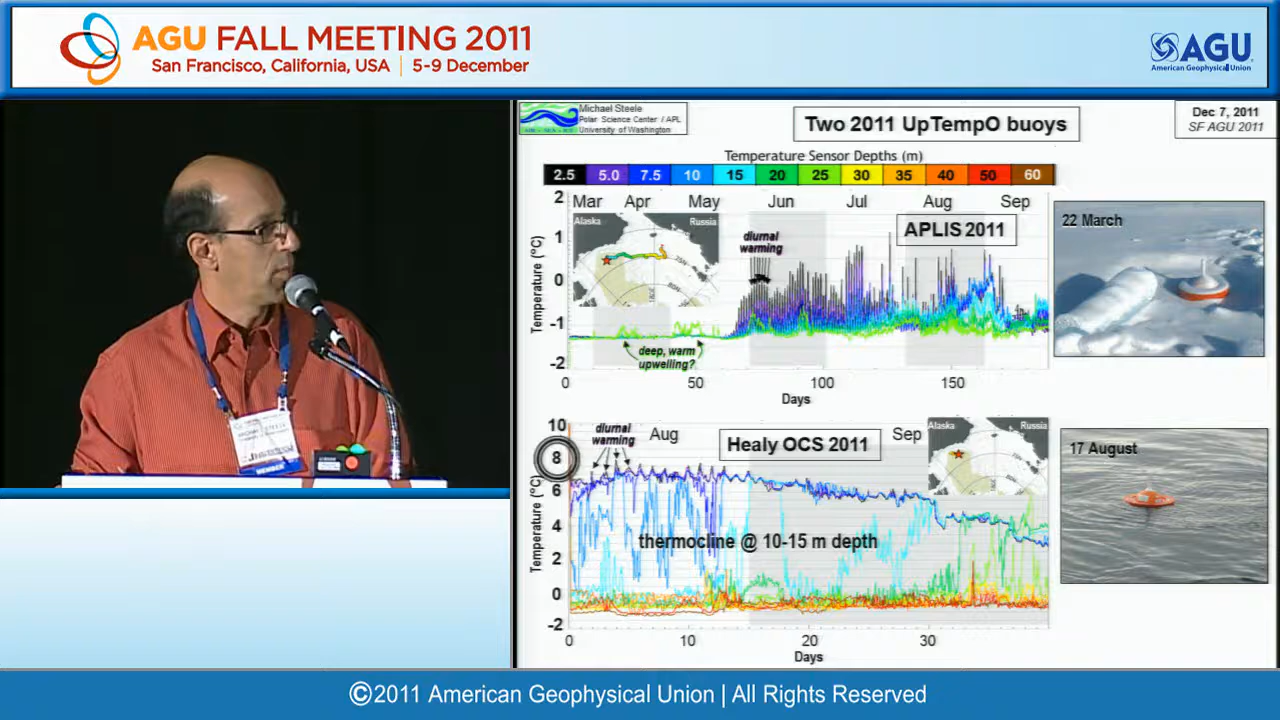 AGU FALL MEETING 2011
San Francisco, California, USA | 5-9 December
AGU
American Geophysical Union
MICHAEL STEELE
MEMBER
Michael Steele
Polar Science Center / APL
University of Washington
Two 2011 UpTempO buoys
Dec 7, 2011
SF AGU 2011
Temperature Sensor Depths (m)
2.5 5.0 7.5 10 15 20 25 30 35 40 50 60
Mar Apr May Jun Jul Aug Sep
Alaska Russia
APLIS 2011
diurnal
warming
deep, warm
upwelling?
Temperature (°C)
2
1
0
-1
-2
0 50 100 150
Days
22 March
diurnal
warming
Aug
Healy OCS 2011
Sep
Alaska Russia
thermocline @ 10-15 m depth
Temperature (°C)
10
8
6
4
2
0
-2
0 10 20 30
Days
17 August
©2011 American Geophysical Union | All Rights Reserved